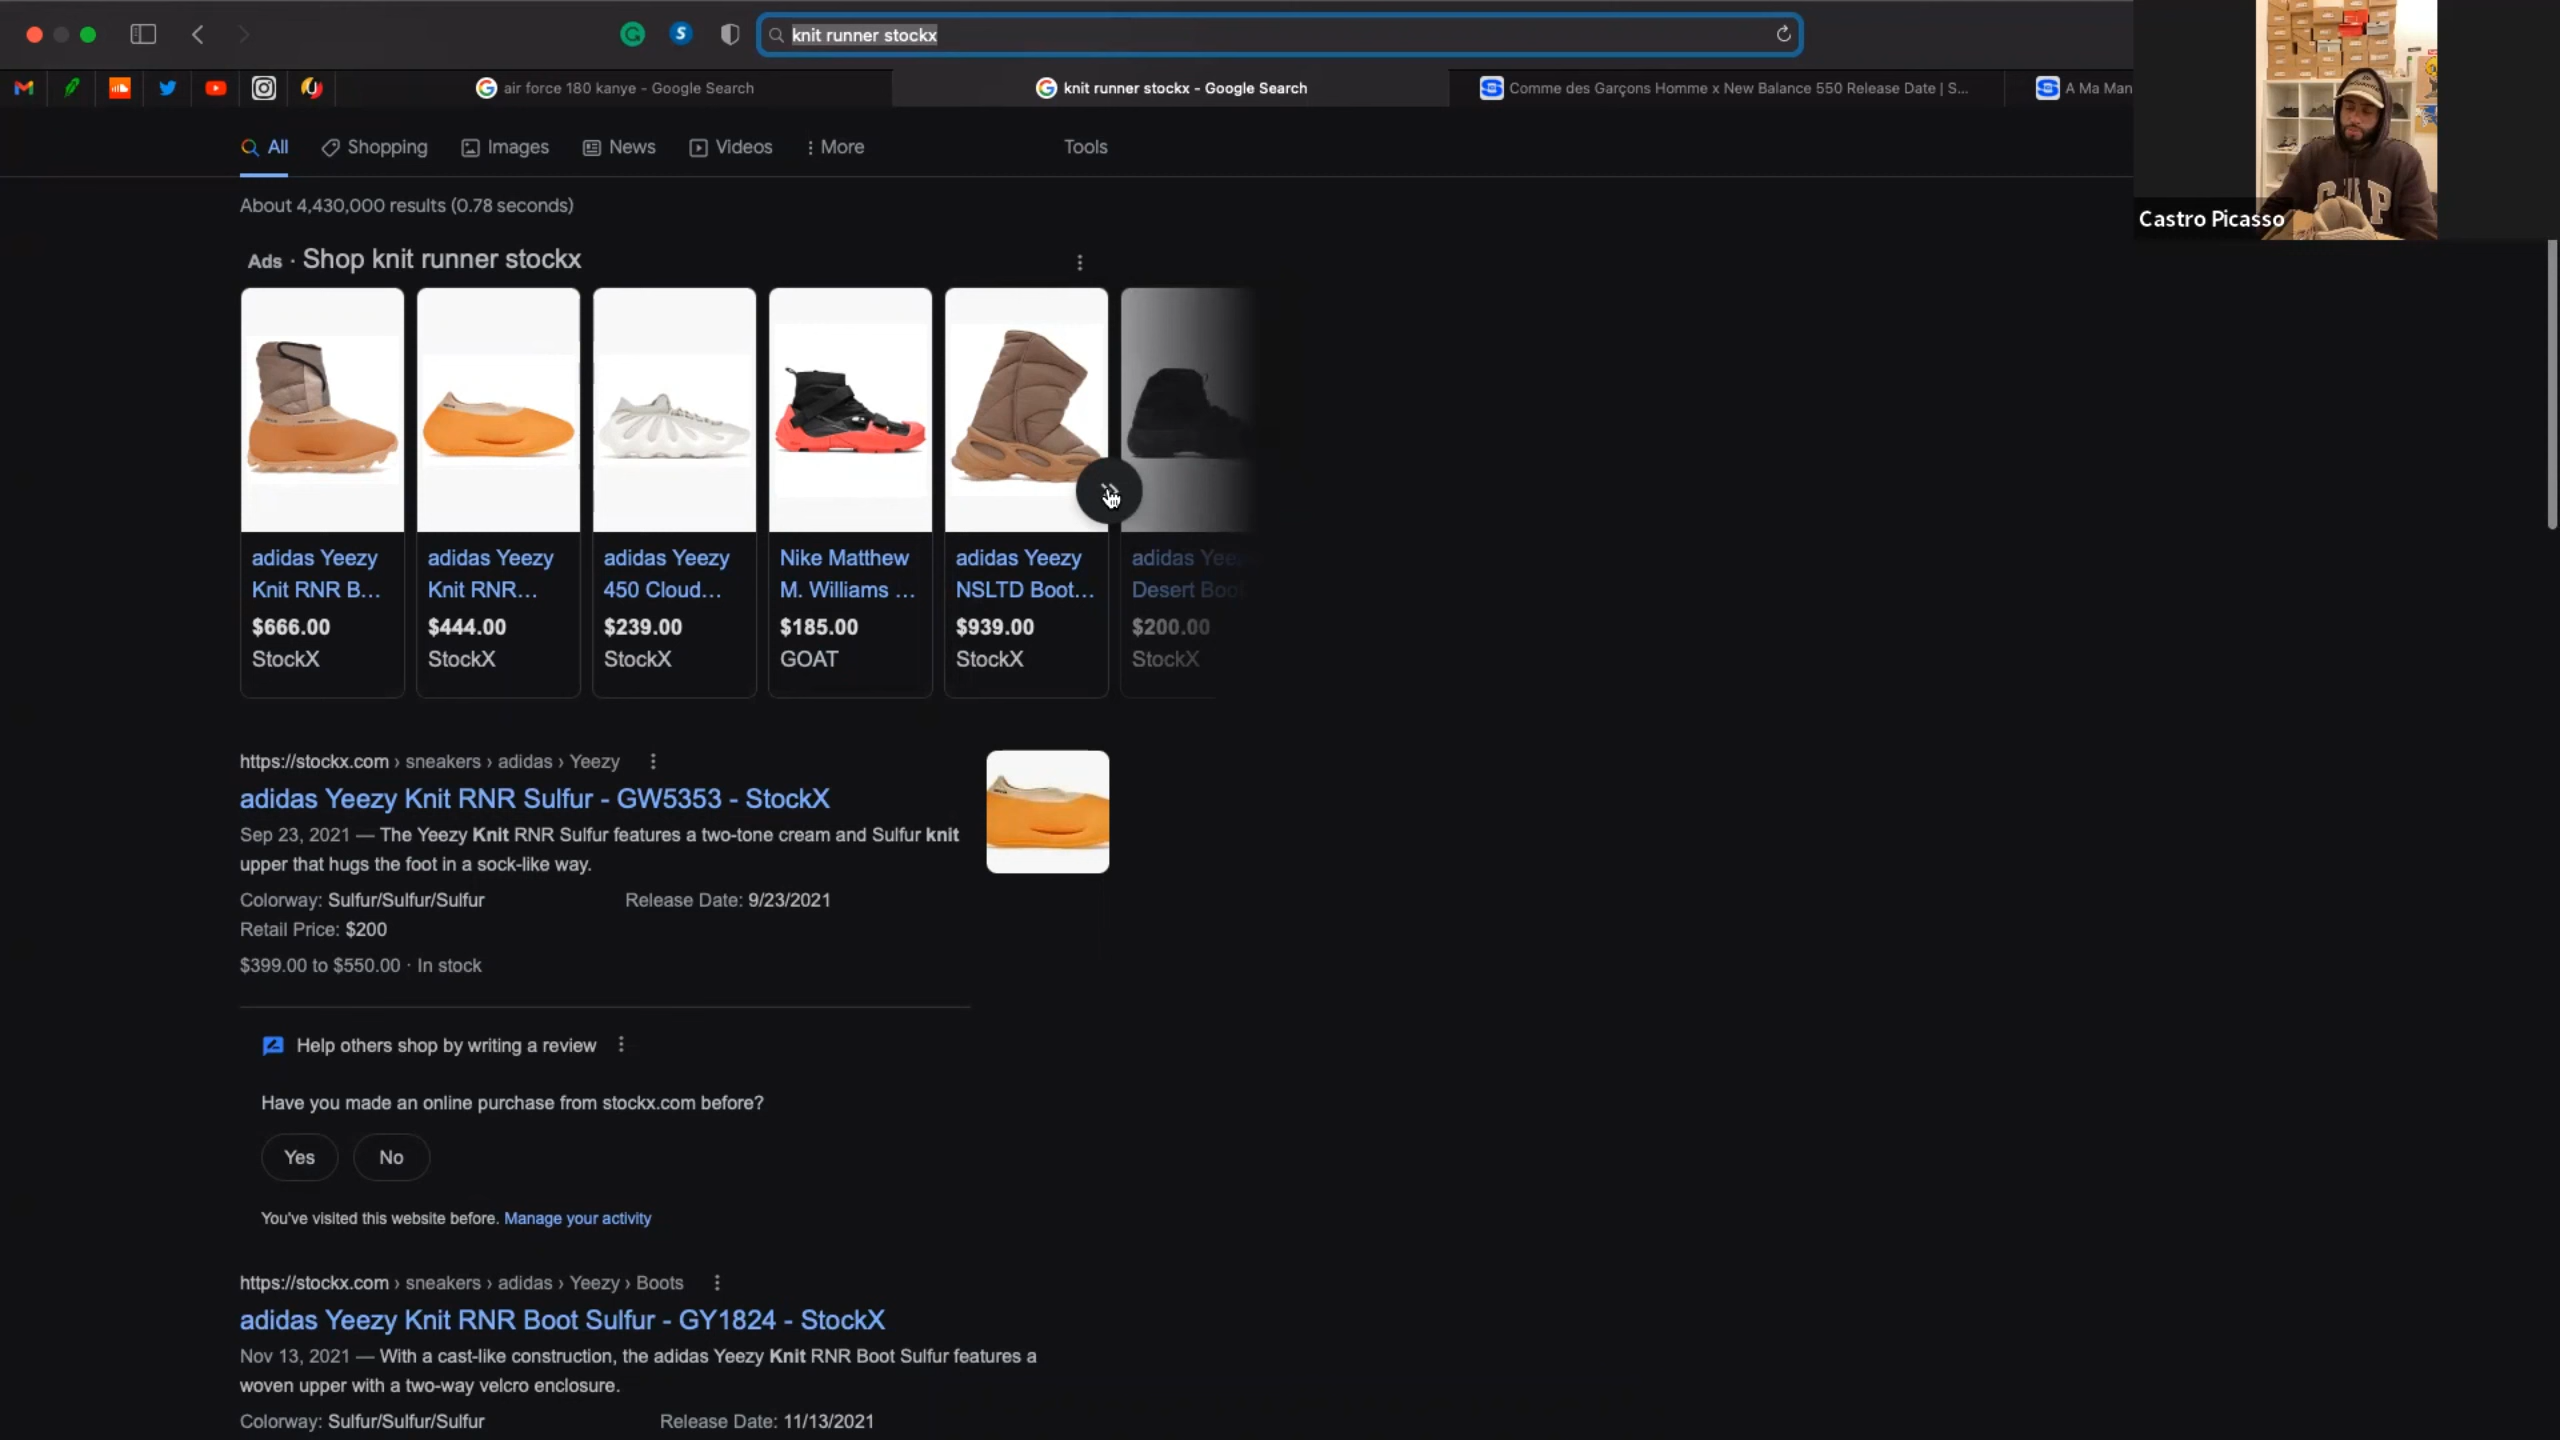 knit runner stockx
air force 180 kanye - Google Search
knit runner stockx - Google Search
Comme des Garçons Homme x New Balance 550 Release Date | S...
A Ma Man
All
Shopping
Images
News
Videos
More
Tools
GAP
Castro Picasso
About 4,430,000 results (0.78 seconds)
Ads · Shop knit runner stockx
adidas Yeezy
Knit RNR B...
$666.00
StockX
adidas Yeezy
Knit RNR...
$444.00
StockX
adidas Yeezy
450 Cloud...
$239.00
StockX
Nike Matthew
M. Williams ...
$185.00
GOAT
adidas Yeezy
NSLTD Boot...
$939.00
StockX
adidas Yee
Desert Boo
$200.00
StockX
https://stockx.com › sneakers › adidas › Yeezy
adidas Yeezy Knit RNR Sulfur - GW5353 - StockX
Sep 23, 2021 — The Yeezy Knit RNR Sulfur features a two-tone cream and Sulfur knit
upper that hugs the foot in a sock-like way.
Colorway: Sulfur/Sulfur/Sulfur Release Date: 9/23/2021
Retail Price: $200
$399.00 to $550.00 · In stock
Help others shop by writing a review
Have you made an online purchase from stockx.com before?
Yes No
You've visited this website before. Manage your activity
https://stockx.com › sneakers › adidas › Yeezy › Boots
adidas Yeezy Knit RNR Boot Sulfur - GY1824 - StockX
Nov 13, 2021 — With a cast-like construction, the adidas Yeezy Knit RNR Boot Sulfur features a
woven upper with a two-way velcro enclosure.
Colorway: Sulfur/Sulfur/Sulfur Release Date: 11/13/2021